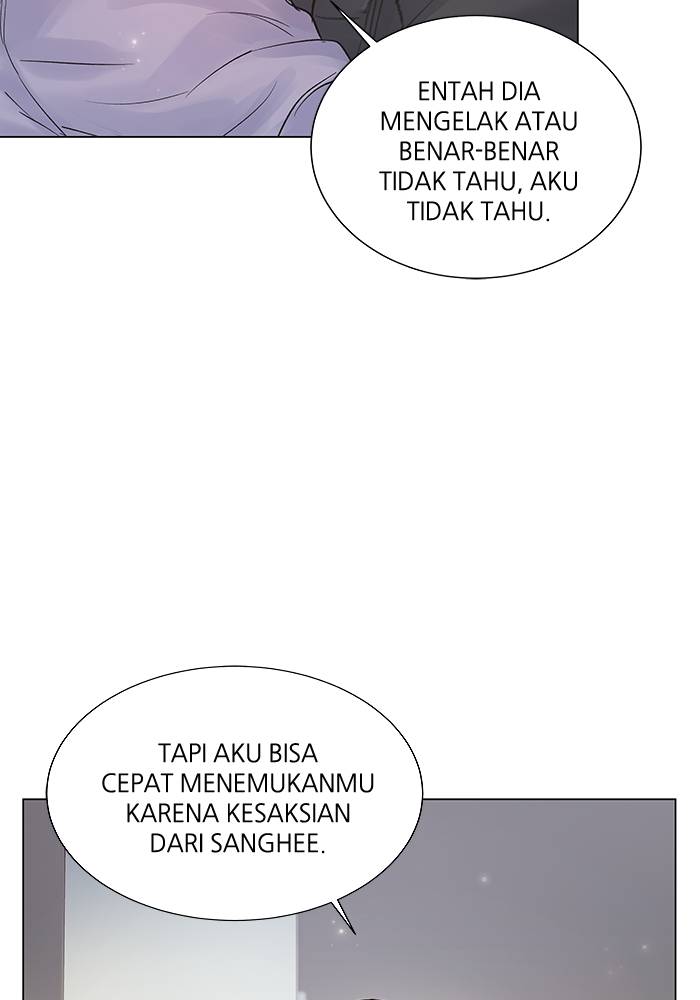 ENTAH DIA
MENGELAK ATAU
BENAR-BENAR
TIDAK TAHU, AKU
TIDAK TAHU.
TAPI AKU BISA
CEPAT MENEMUKANMU
KARENA KESAKSIAN
DARI SANGHEE.